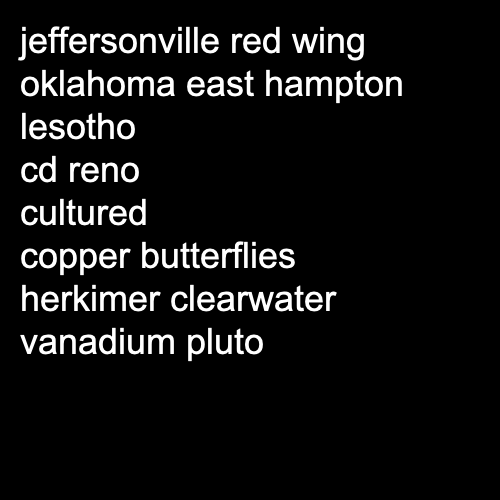 jeffersonville red wing
oklahoma east hampton
lesotho
cd reno
cultured
copper butterflies
herkimer clearwater
vanadium pluto